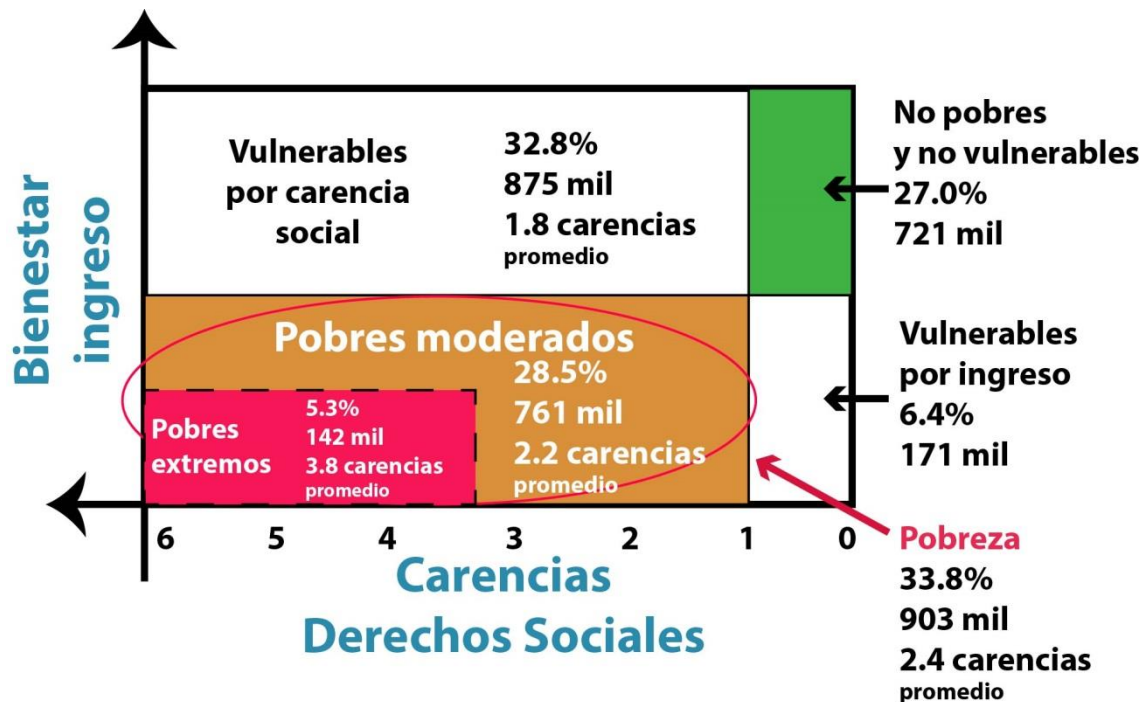 Bienestar
ingreso
Vulnerables
por carencia
social
32.8%
875 mil
1.8 carencias
promedio
No pobres
y no vulnerables
27.0%
721 mil
Pobres moderados
28.5%
761 mil
2.2 carencias
promedio
Pobres
extremos
5.3%
142 mil
3.8 carencias
promedio
Vulnerables
por ingreso
6.4%
171 mil
6 5 4 3 2 1 0
Carencias
Derechos Sociales
Pobreza
33.8%
903 mil
2.4 carencias
promedio